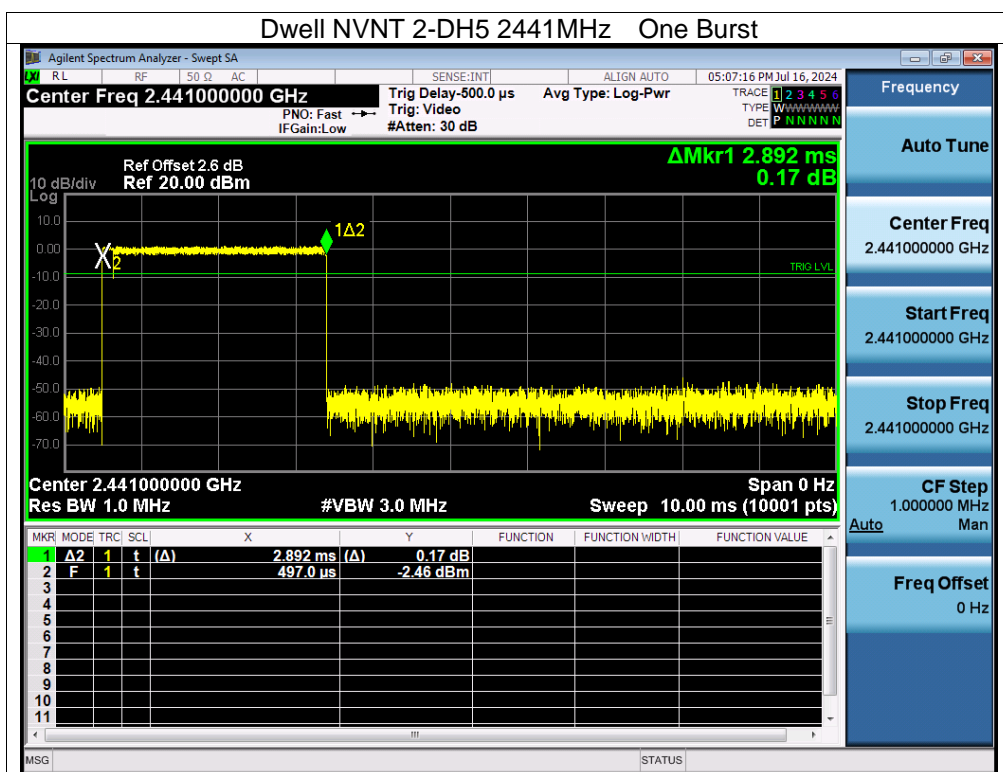 Dwell NVNT 2-DH5 2441MHz One Burst
Agilent Spectrum Analyzer - Swept SA
LXI RL RF 50 Ω AC SENSE:INT ALIGN AUTO 05:07:16 PM Jul 16, 2024
Center Freq 2.441000000 GHz Trig Delay-500.0 µs Avg Type: Log-Pwr TRACE 1 2 3 4 5 6
PNO: Fast Trig: Video TYPE WWWWWWW
IFGain:Low #Atten: 30 dB DET P N N N N N
ΔMkr1 2.892 ms
0.17 dB
Ref Offset 2.6 dB
10 dB/div Ref 20.00 dBm
Log
10.0
0.00
-10.0
-20.0
-30.0
-40.0
-50.0
-60.0
-70.0
1Δ2
X2
TRIG LVL
Center 2.441000000 GHz Span 0 Hz
Res BW 1.0 MHz #VBW 3.0 MHz Sweep 10.00 ms (10001 pts)
MKR MODE TRC SCL X Y FUNCTION FUNCTION WIDTH FUNCTION VALUE
1 Δ2 1 t (Δ) 2.892 ms (Δ) 0.17 dB
2 F 1 t 497.0 µs -2.46 dBm
3
4
5
6
7
8
9
10
11
MSG STATUS
Frequency
Auto Tune
Center Freq
2.441000000 GHz
Start Freq
2.441000000 GHz
Stop Freq
2.441000000 GHz
CF Step
1.000000 MHz
Auto Man
Freq Offset
0 Hz